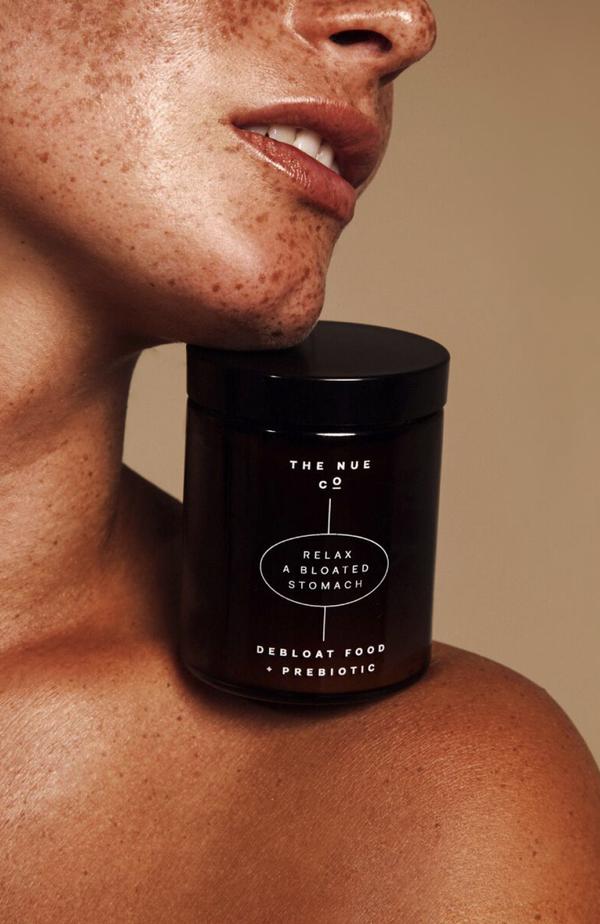 THE NUE
Cº
RELAX
A BLOATED
STOMACH
DEBLOAT FOOD
+ PREBIOTIC